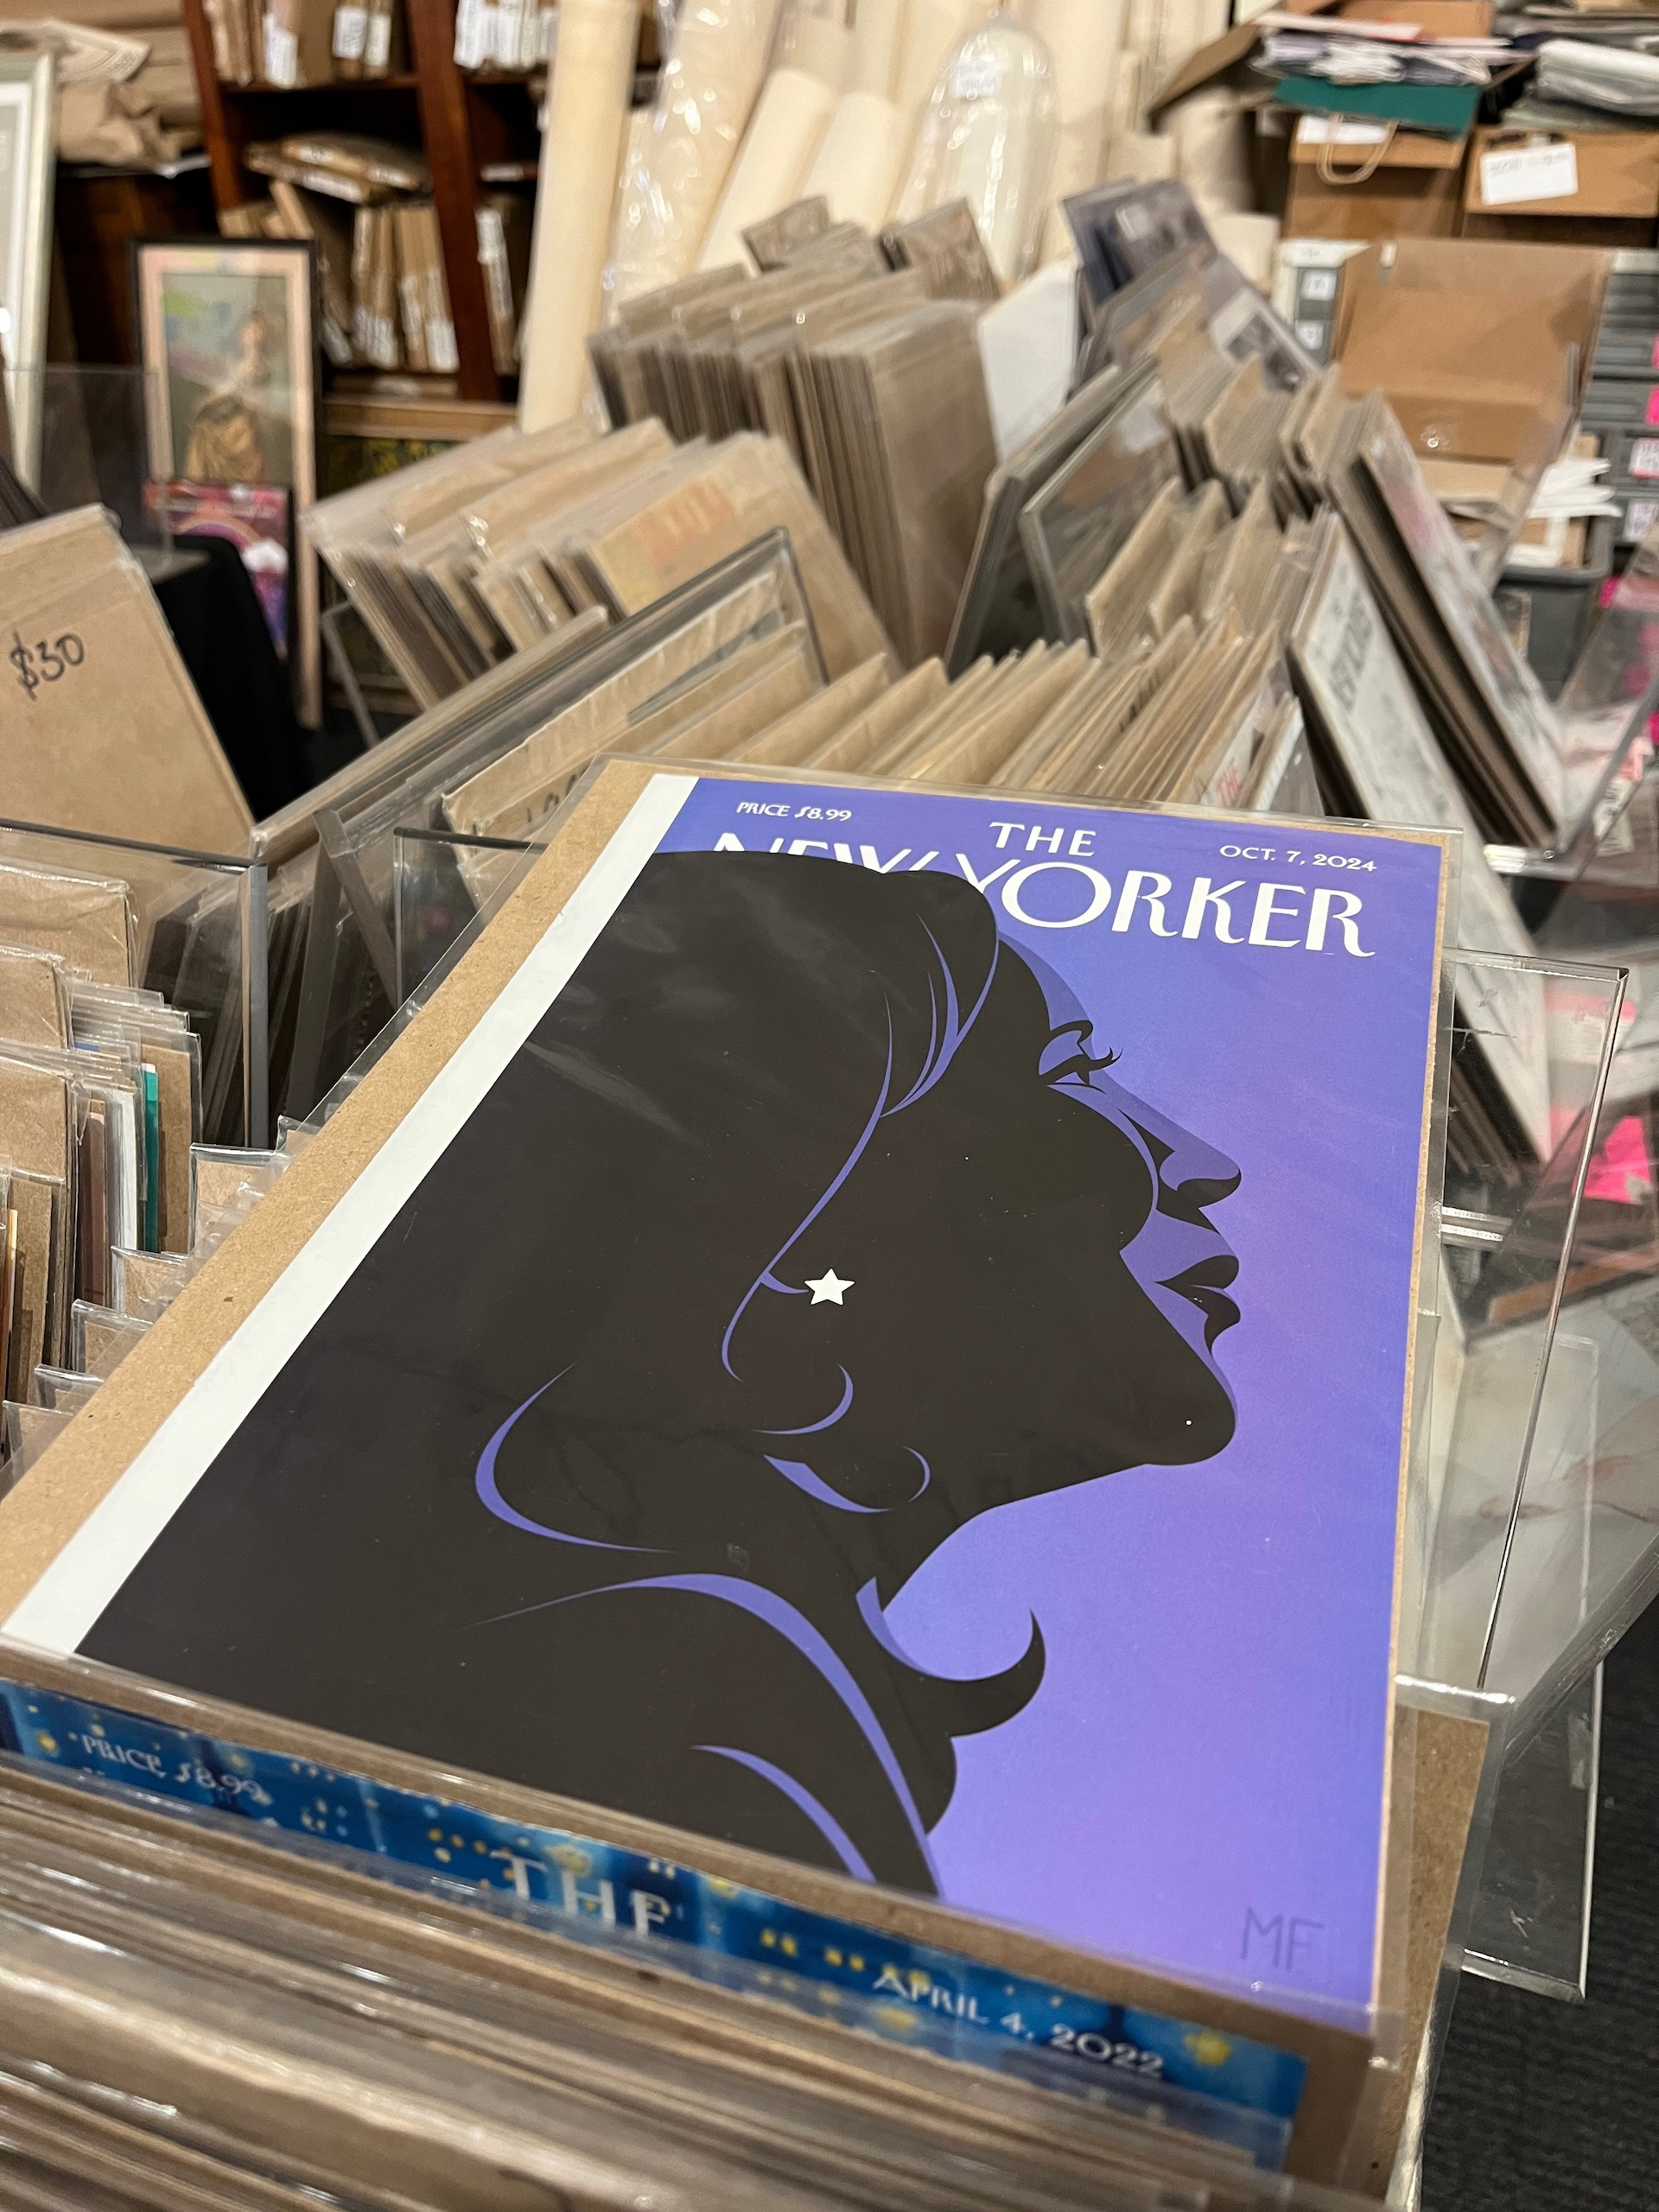 $30
PRICE $8.99
THE
OCT. 7, 2024
NEW YORKER
MF
PRICE $8.99
THE
APRIL 4, 2022